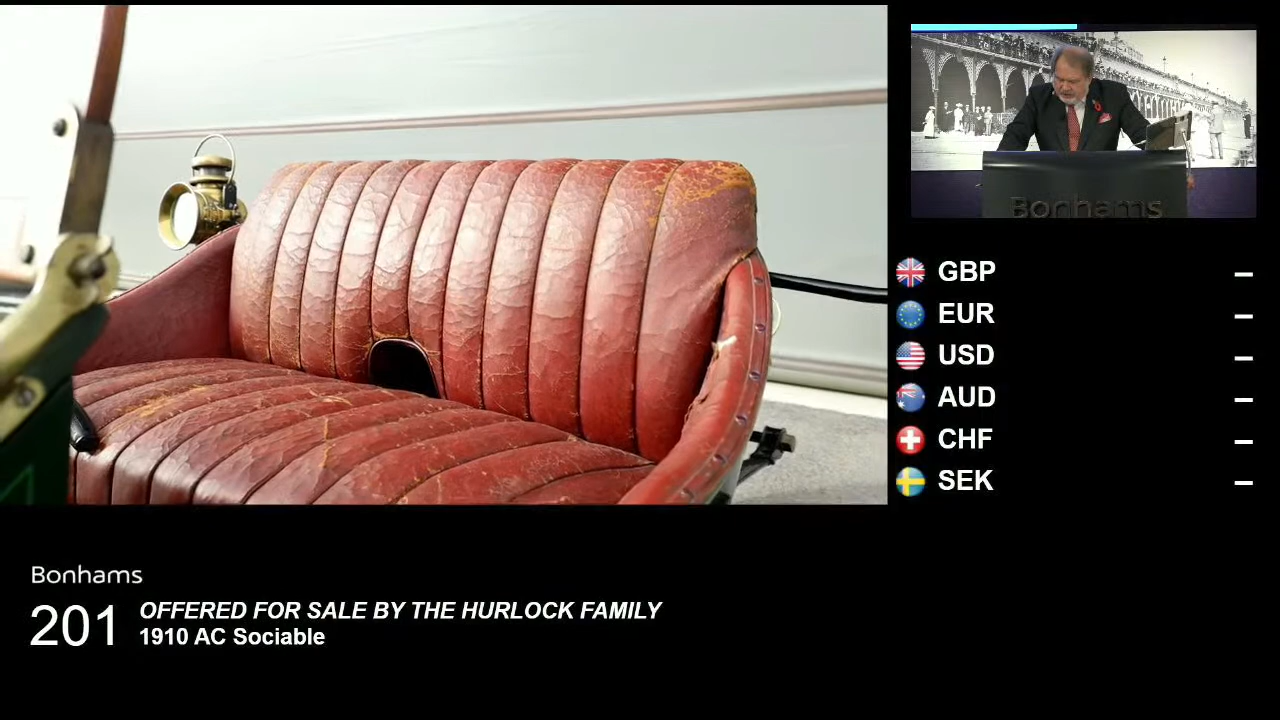 Bonhams
GBP –
EUR –
USD –
AUD –
CHF –
SEK –
Bonhams
201
OFFERED FOR SALE BY THE HURLOCK FAMILY
1910 AC Sociable